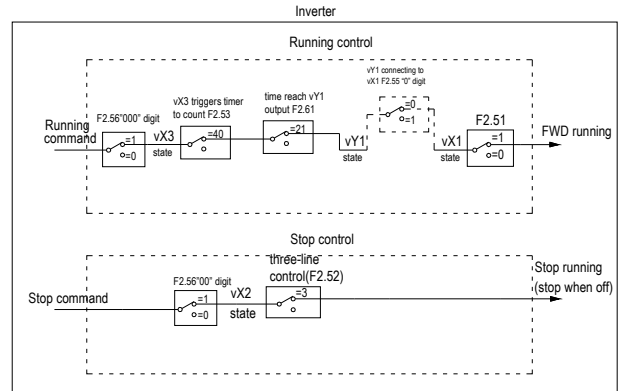 Inverter
Running control
vY1 connecting to
vX1 F2.55 "0" digit
vX3 triggers timer
to count F2.53
time reach vY1
output F2.61
F2.56"000" digit
=0
=1
F2.51
Running
command
=1
=0
vX3
state
=40
=21
vY1
state
vX1
state
=1
=0
FWD running
Stop control
three-line
control(F2.52)
Stop running
(stop when off)
F2.56"00" digit
Stop command
=1
=0
vX2
state
=3